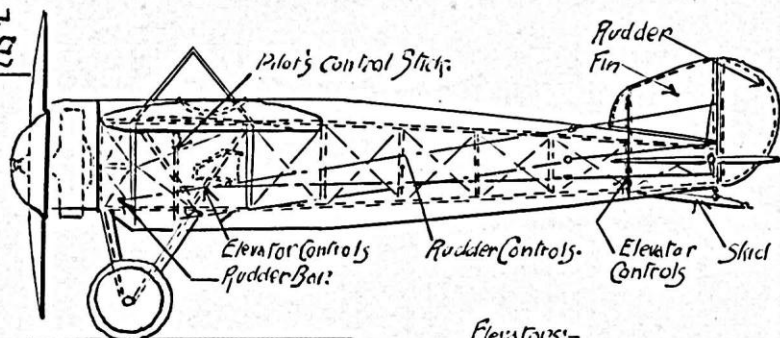 Rudder
Fin
Pilot's Control Stick.
Elevator Controls
Rudder Bar:
Rudder Controls.
Elevator
Controls
Skid
Elevators:-